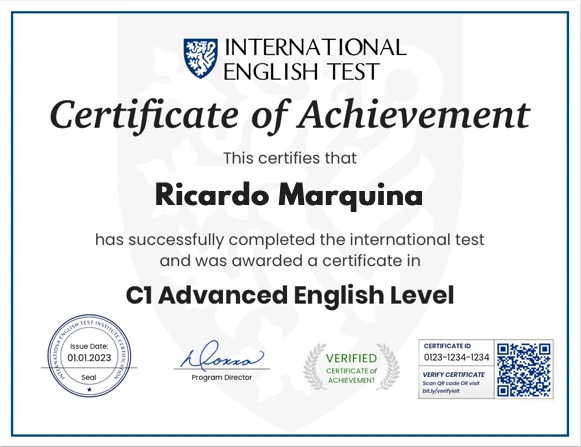 INTERNATIONAL
ENGLISH TEST
Certificate of Achievement
This certifies that
Ricardo Marquina
has successfully completed the international test
and was awarded a certificate in
C1 Advanced English Level
INTERNATIONAL ENGLISH TEST INSTITUTE CERTIFICATION
Issue Date:
01.01.2023
Seal
Donna
Program Director
VERIFIED
CERTIFICATE of
ACHIEVEMENT
CERTIFICATE ID
0123-1234-1234
VERIFY CERTIFICATE
Scan QR code OR visit
bit.ly/verifyielt